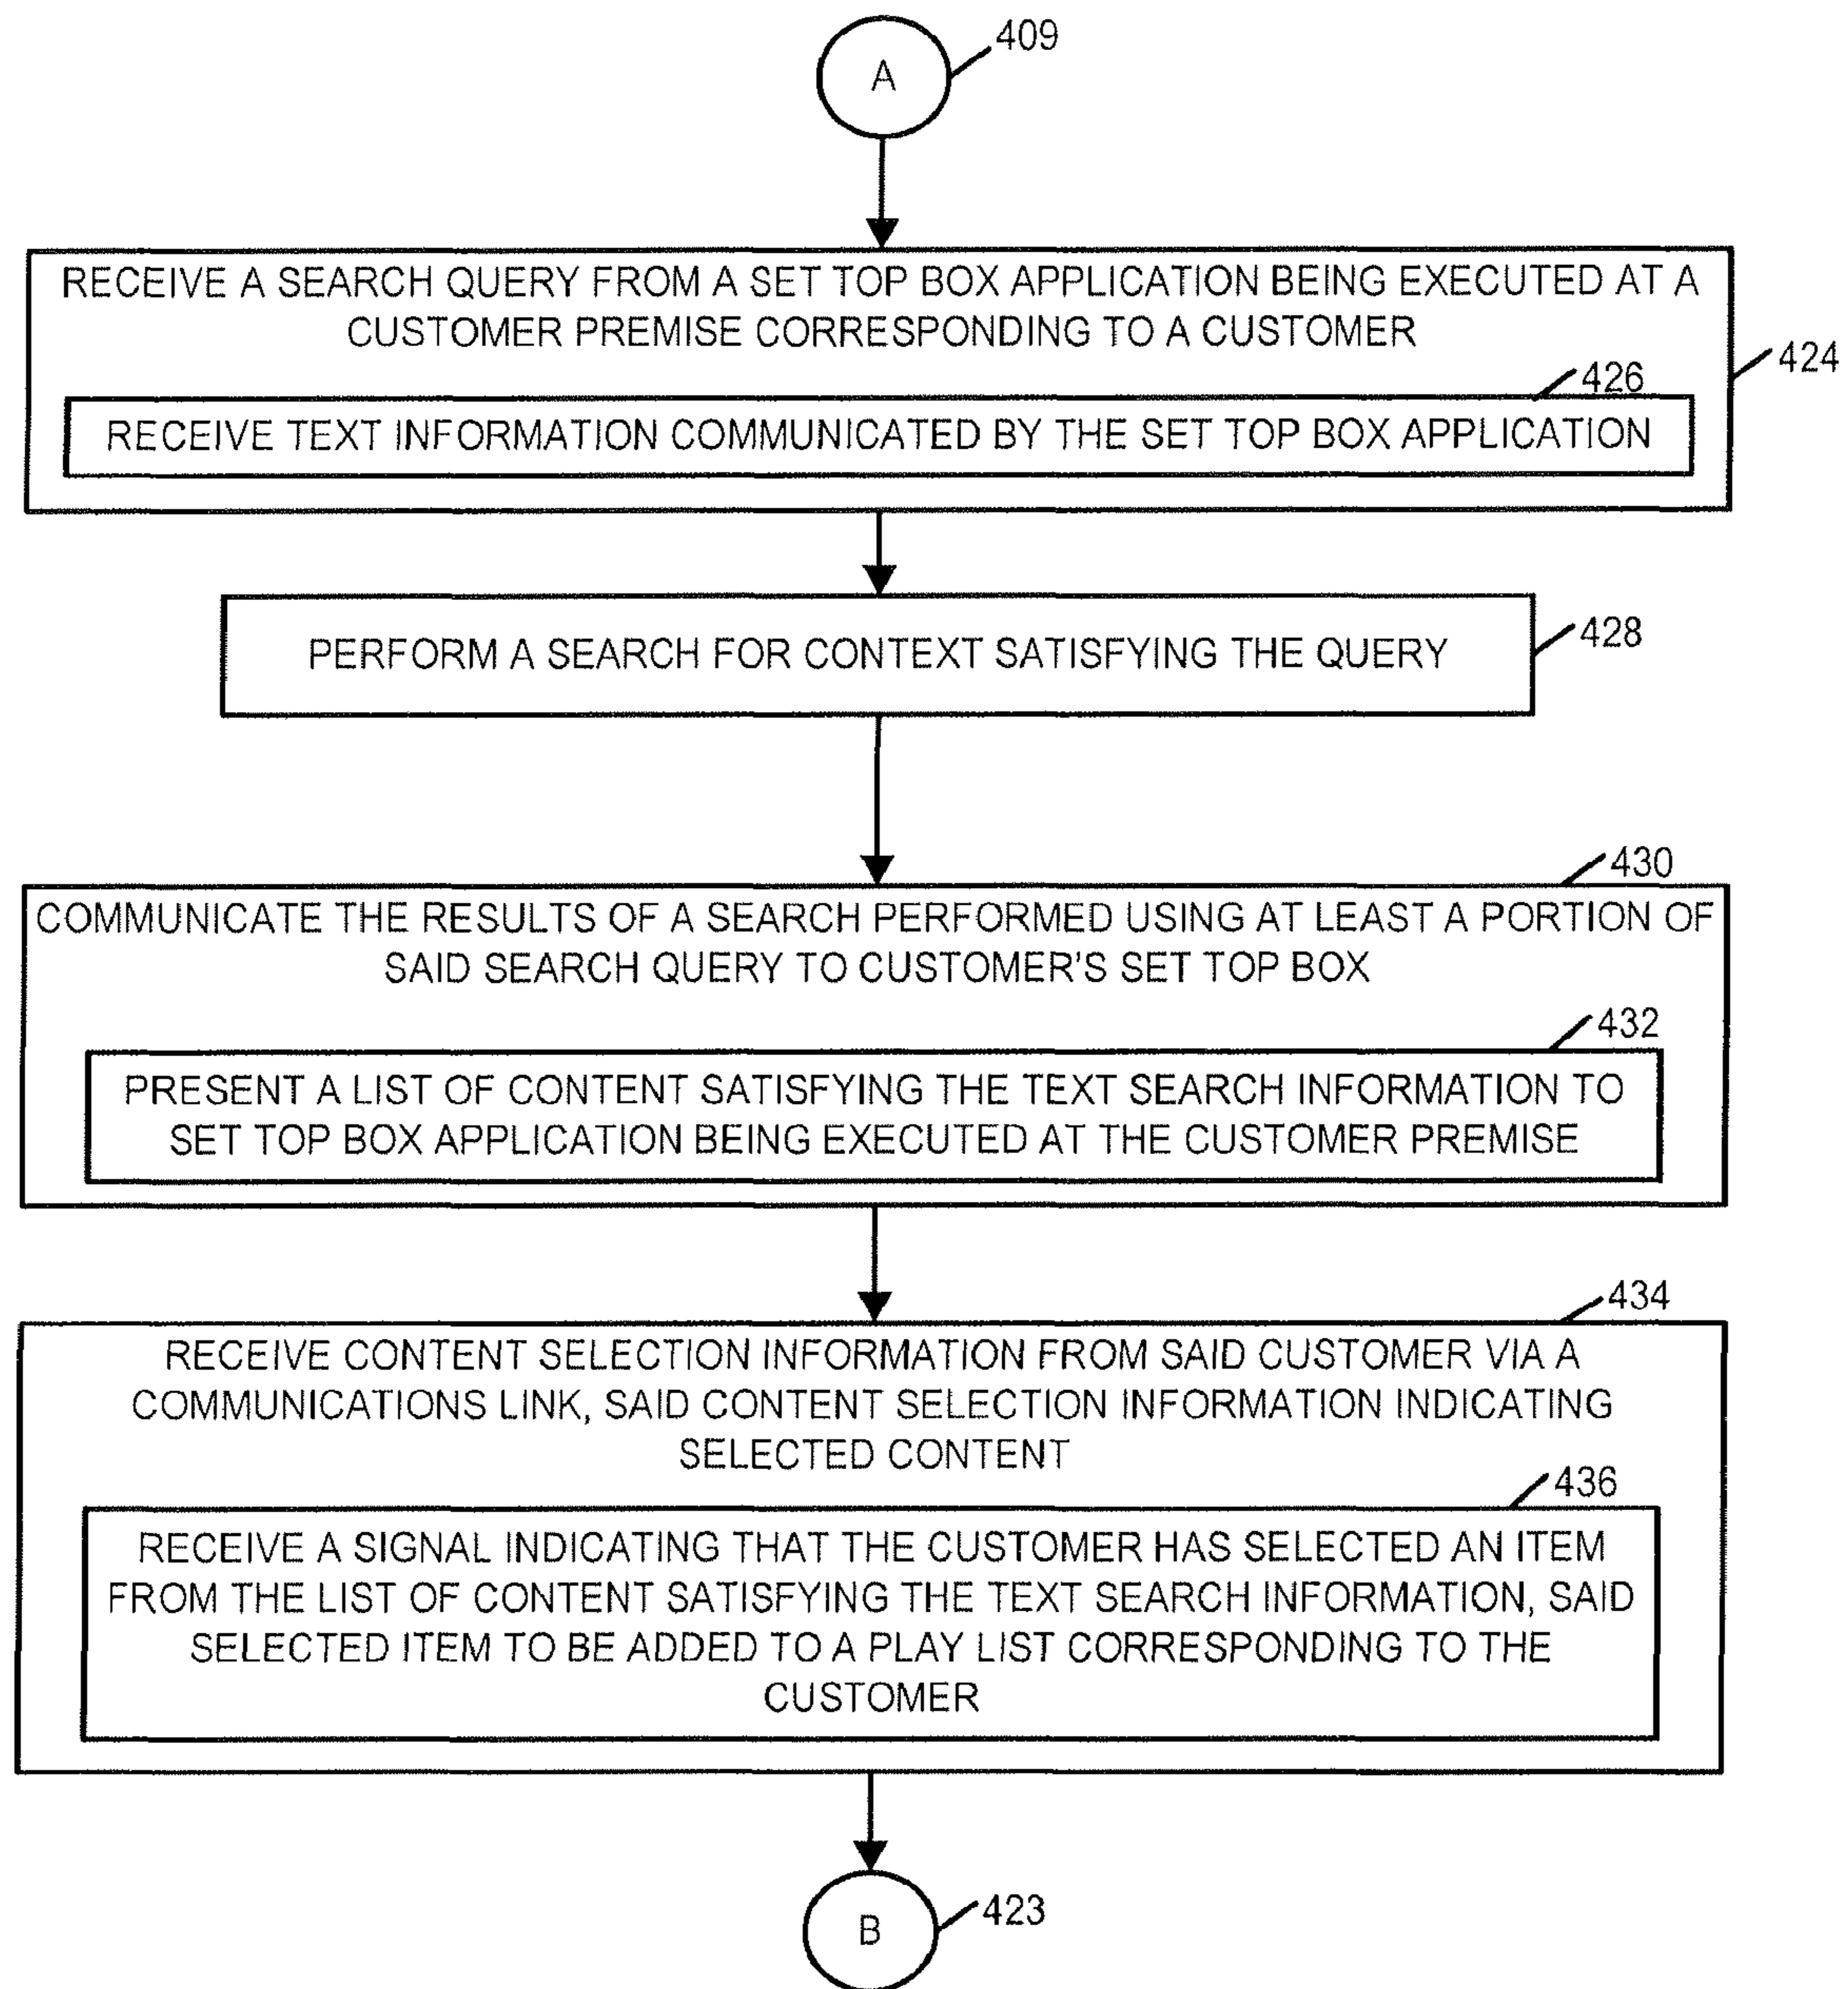 409
A
RECEIVE A SEARCH QUERY FROM A SET TOP BOX APPLICATION BEING EXECUTED AT A
CUSTOMER PREMISE CORRESPONDING TO A CUSTOMER
424
426
RECEIVE TEXT INFORMATION COMMUNICATED BY THE SET TOP BOX APPLICATION
428
PERFORM A SEARCH FOR CONTEXT SATISFYING THE QUERY
430
COMMUNICATE THE RESULTS OF A SEARCH PERFORMED USING AT LEAST A PORTION OF
SAID SEARCH QUERY TO CUSTOMER'S SET TOP BOX
432
PRESENT A LIST OF CONTENT SATISFYING THE TEXT SEARCH INFORMATION TO
SET TOP BOX APPLICATION BEING EXECUTED AT THE CUSTOMER PREMISE
434
RECEIVE CONTENT SELECTION INFORMATION FROM SAID CUSTOMER VIA A
COMMUNICATIONS LINK, SAID CONTENT SELECTION INFORMATION INDICATING
SELECTED CONTENT
436
RECEIVE A SIGNAL INDICATING THAT THE CUSTOMER HAS SELECTED AN ITEM
FROM THE LIST OF CONTENT SATISFYING THE TEXT SEARCH INFORMATION, SAID
SELECTED ITEM TO BE ADDED TO A PLAY LIST CORRESPONDING TO THE
CUSTOMER
423
B